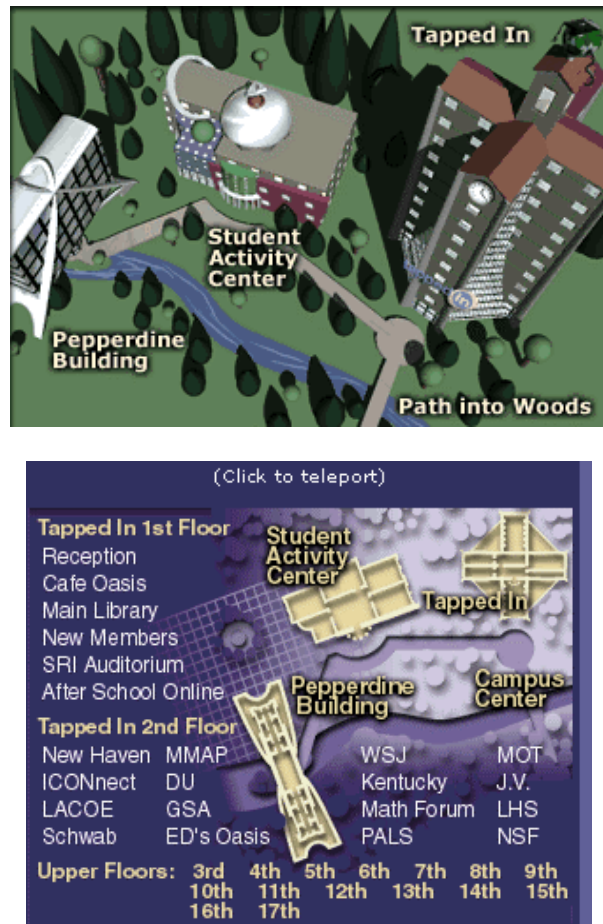 Tapped In
Student
Activity
Center
Pepperdine
Building
Path into Woods
(Click to teleport)
Tapped In 1st Floor
Reception
Cafe Oasis
Main Library
New Members
SRI Auditorium
After School Online
Student
Activity
Center
Tapped In
Pepperdine
Building
Campus
Center
Tapped In 2nd Floor
New Haven MMAP WSJ MOT
ICONnect DU Kentucky J.V.
LACOE GSA Math Forum LHS
Schwab ED's Oasis PALS NSF
Upper Floors: 3rd 4th 5th 6th 7th 8th 9th
10th 11th 12th 13th 14th 15th
16th 17th